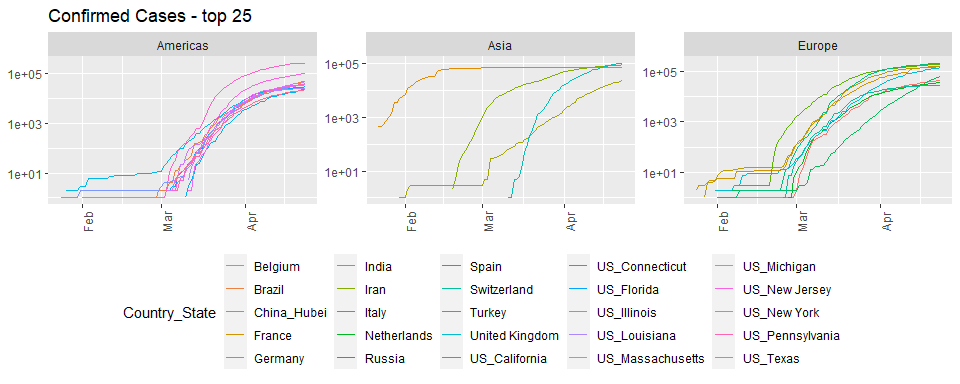 Confirmed Cases - top 25
Americas
Asia
Europe
1e+05
1e+03
1e+01
1e+05
1e+03
1e+01
1e+05
1e+03
1e+01
Feb
Mar
Apr
Feb
Mar
Apr
Feb
Mar
Apr
Country_State
Belgium
Brazil
China_Hubei
France
Germany
India
Iran
Italy
Netherlands
Russia
Spain
Switzerland
Turkey
United Kingdom
US_California
US_Connecticut
US_Florida
US_Illinois
US_Louisiana
US_Massachusetts
US_Michigan
US_New Jersey
US_New York
US_Pennsylvania
US_Texas